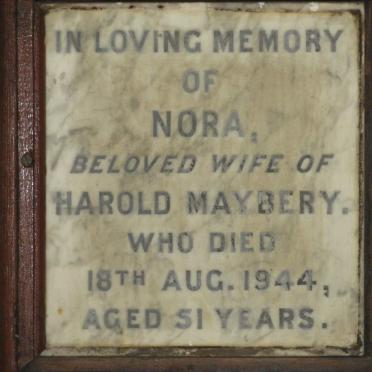 IN LOVING MEMORY
OF
NORA,
BELOVED WIFE OF
HAROLD MAYBERY.
WHO DIED
18TH AUG. 1944,
AGED 51 YEARS.